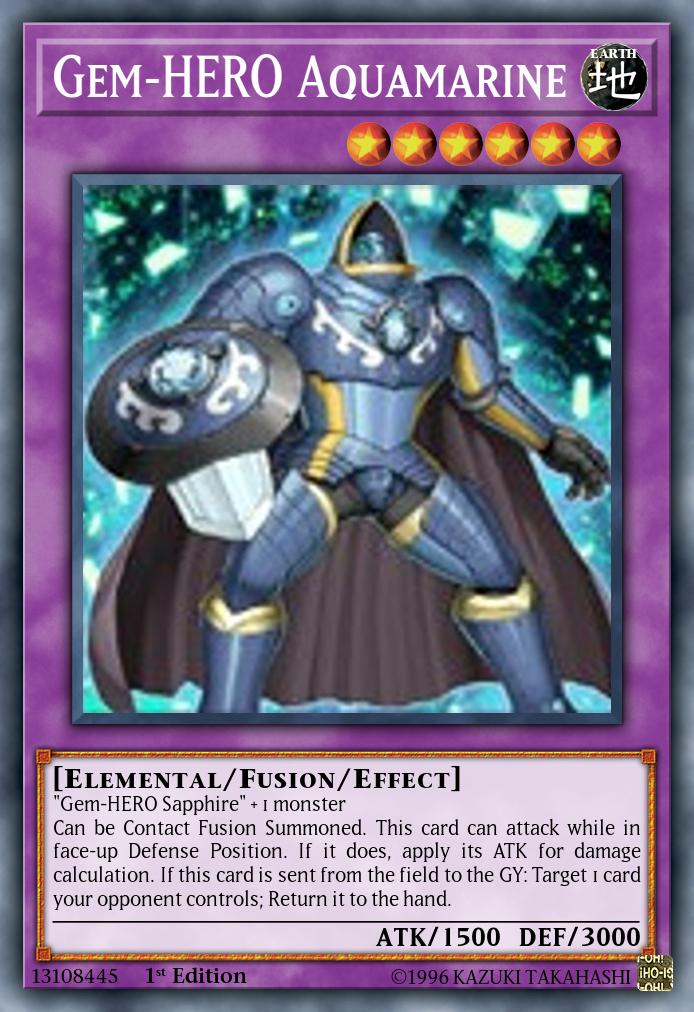 Gem-HERO Aquamarine
EARTH
地
[Elemental/Fusion/Effect]
"Gem-HERO Sapphire" + 1 monster
Can be Contact Fusion Summoned. This card can attack while in
face-up Defense Position. If it does, apply its ATK for damage
calculation. If this card is sent from the field to the GY: Target 1 card
your opponent controls; Return it to the hand.
ATK/1500 DEF/3000
13108445 1st Edition ©1996 KAZUKI TAKAHASHI